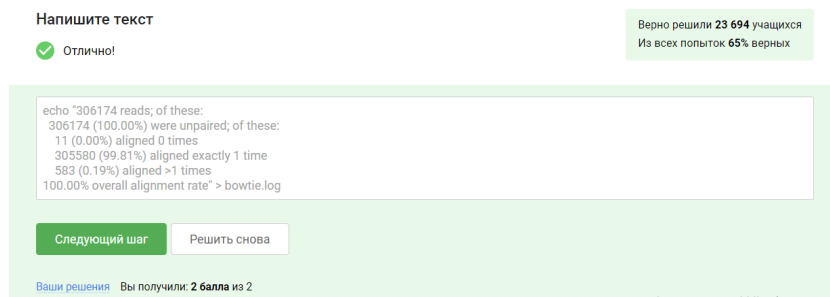 Напишите текст
Верно решили 23 694 учащихся
Из всех попыток 65% верных
Отлично!
echo "306174 reads; of these:
306174 (100.00%) were unpaired; of these:
11 (0.00%) aligned 0 times
305580 (99.81%) aligned exactly 1 time
583 (0.19%) aligned >1 times
100.00% overall alignment rate" > bowtie.log
Следующий шаг
Решить снова
Ваши решения Вы получили: 2 балла из 2